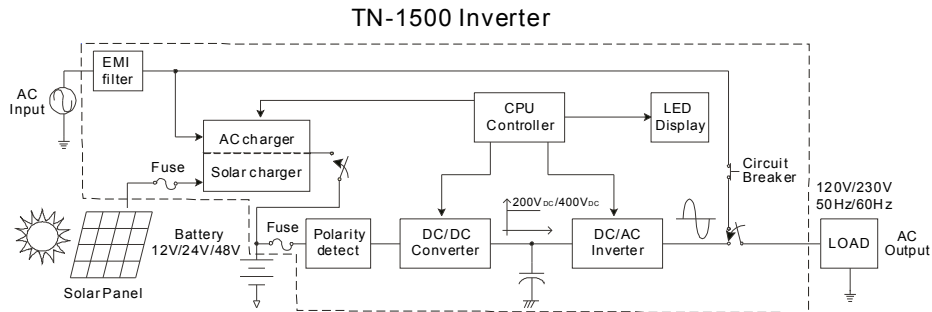 TN-1500 Inverter
EMI
filter
AC
Input
CPU
Controller
LED
Display
AC charger
Solar charger
Fuse
Circuit
Breaker
200VDC/400VDC
120V/230V
50Hz/60Hz
Battery
12V/24V/48V
Fuse
Polarity
detect
DC/DC
Converter
DC/AC
Inverter
LOAD
AC
Output
Solar Panel